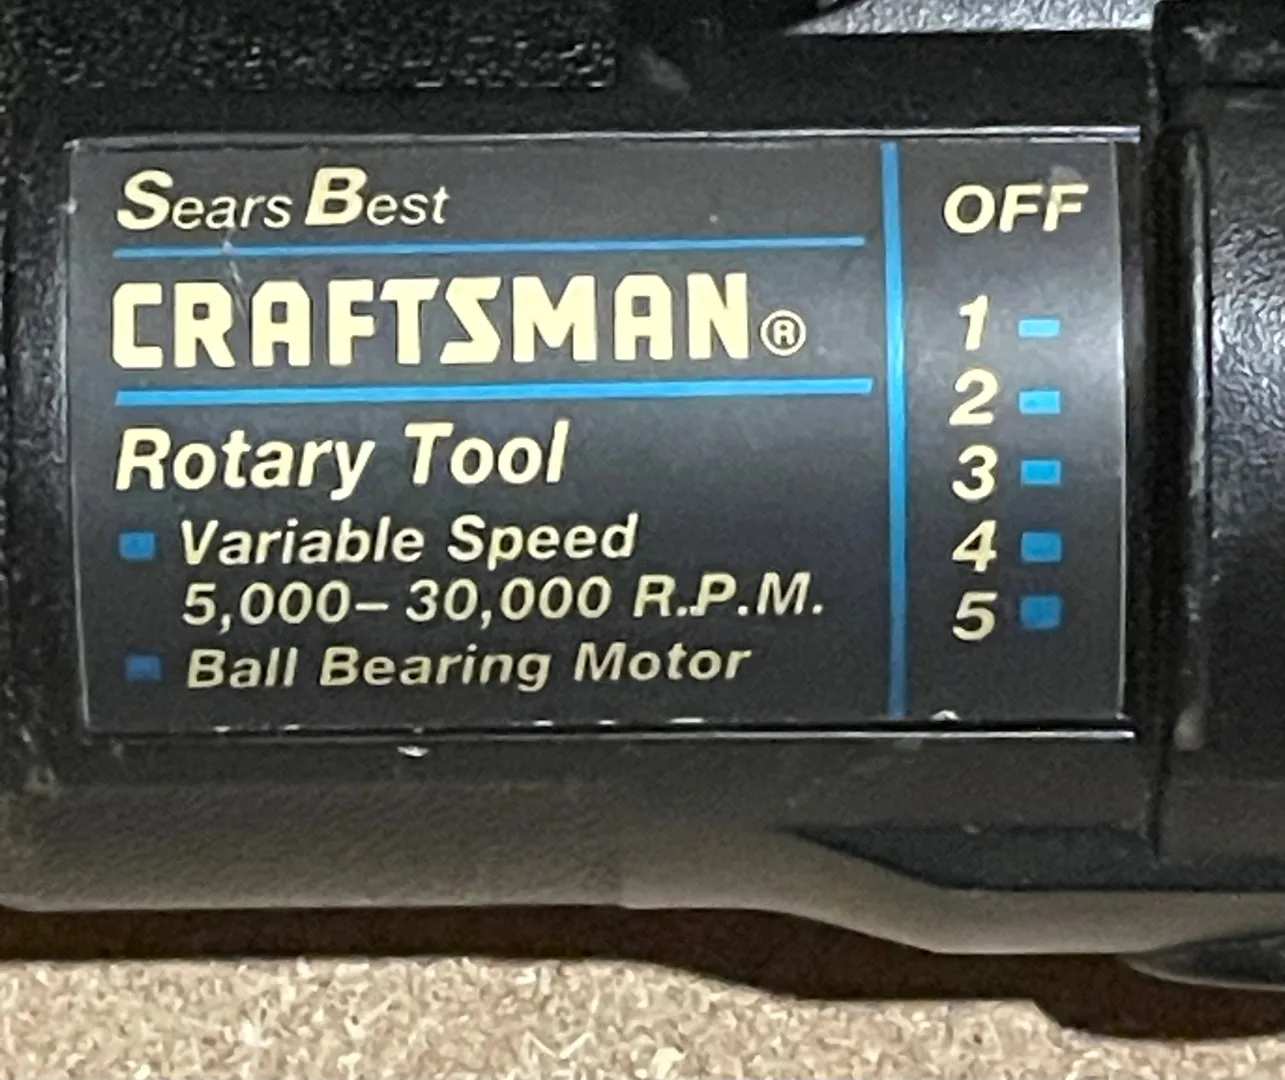 Sears Best
CRAFTSMAN®
Rotary Tool
Variable Speed
5,000–30,000 R.P.M.
Ball Bearing Motor
OFF
1
2
3
4
5